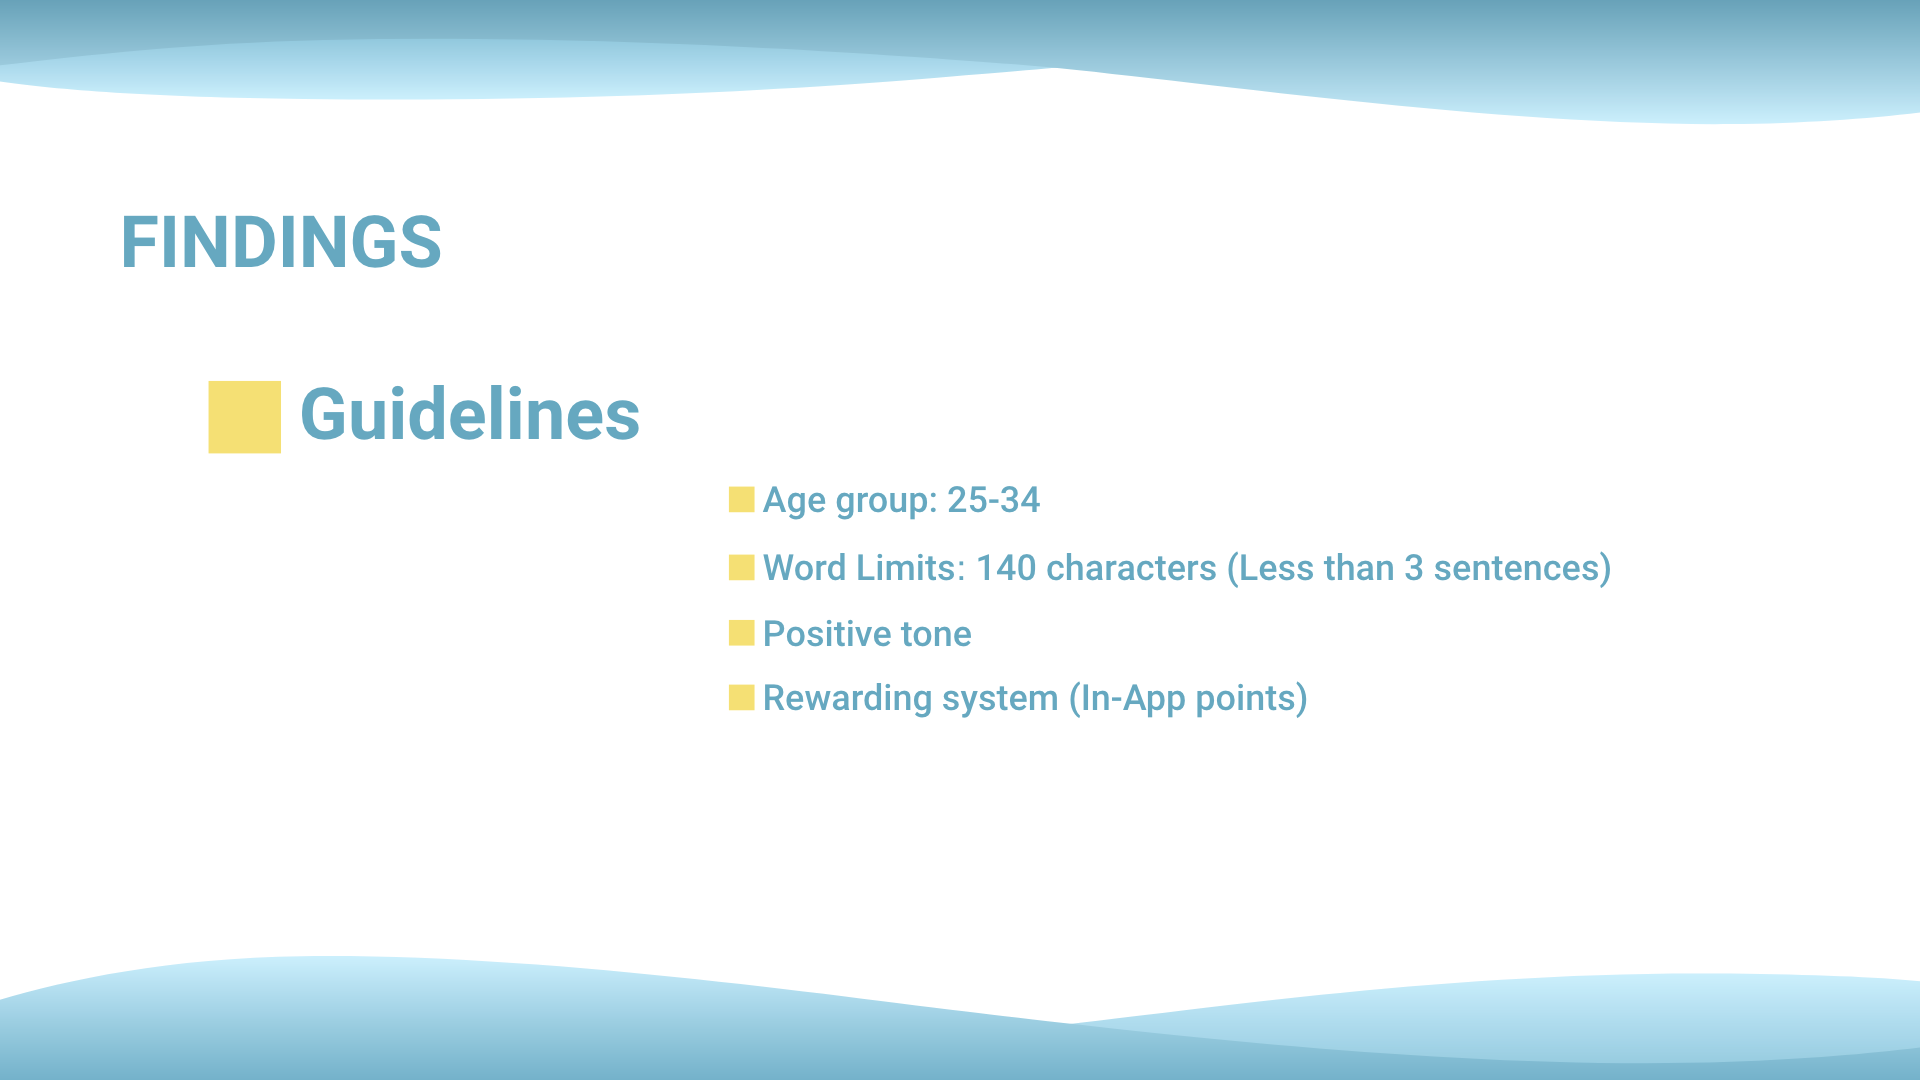 FINDINGS
Guidelines
Age group: 25-34
Word Limits: 140 characters (Less than 3 sentences)
Positive tone
Rewarding system (In-App points)